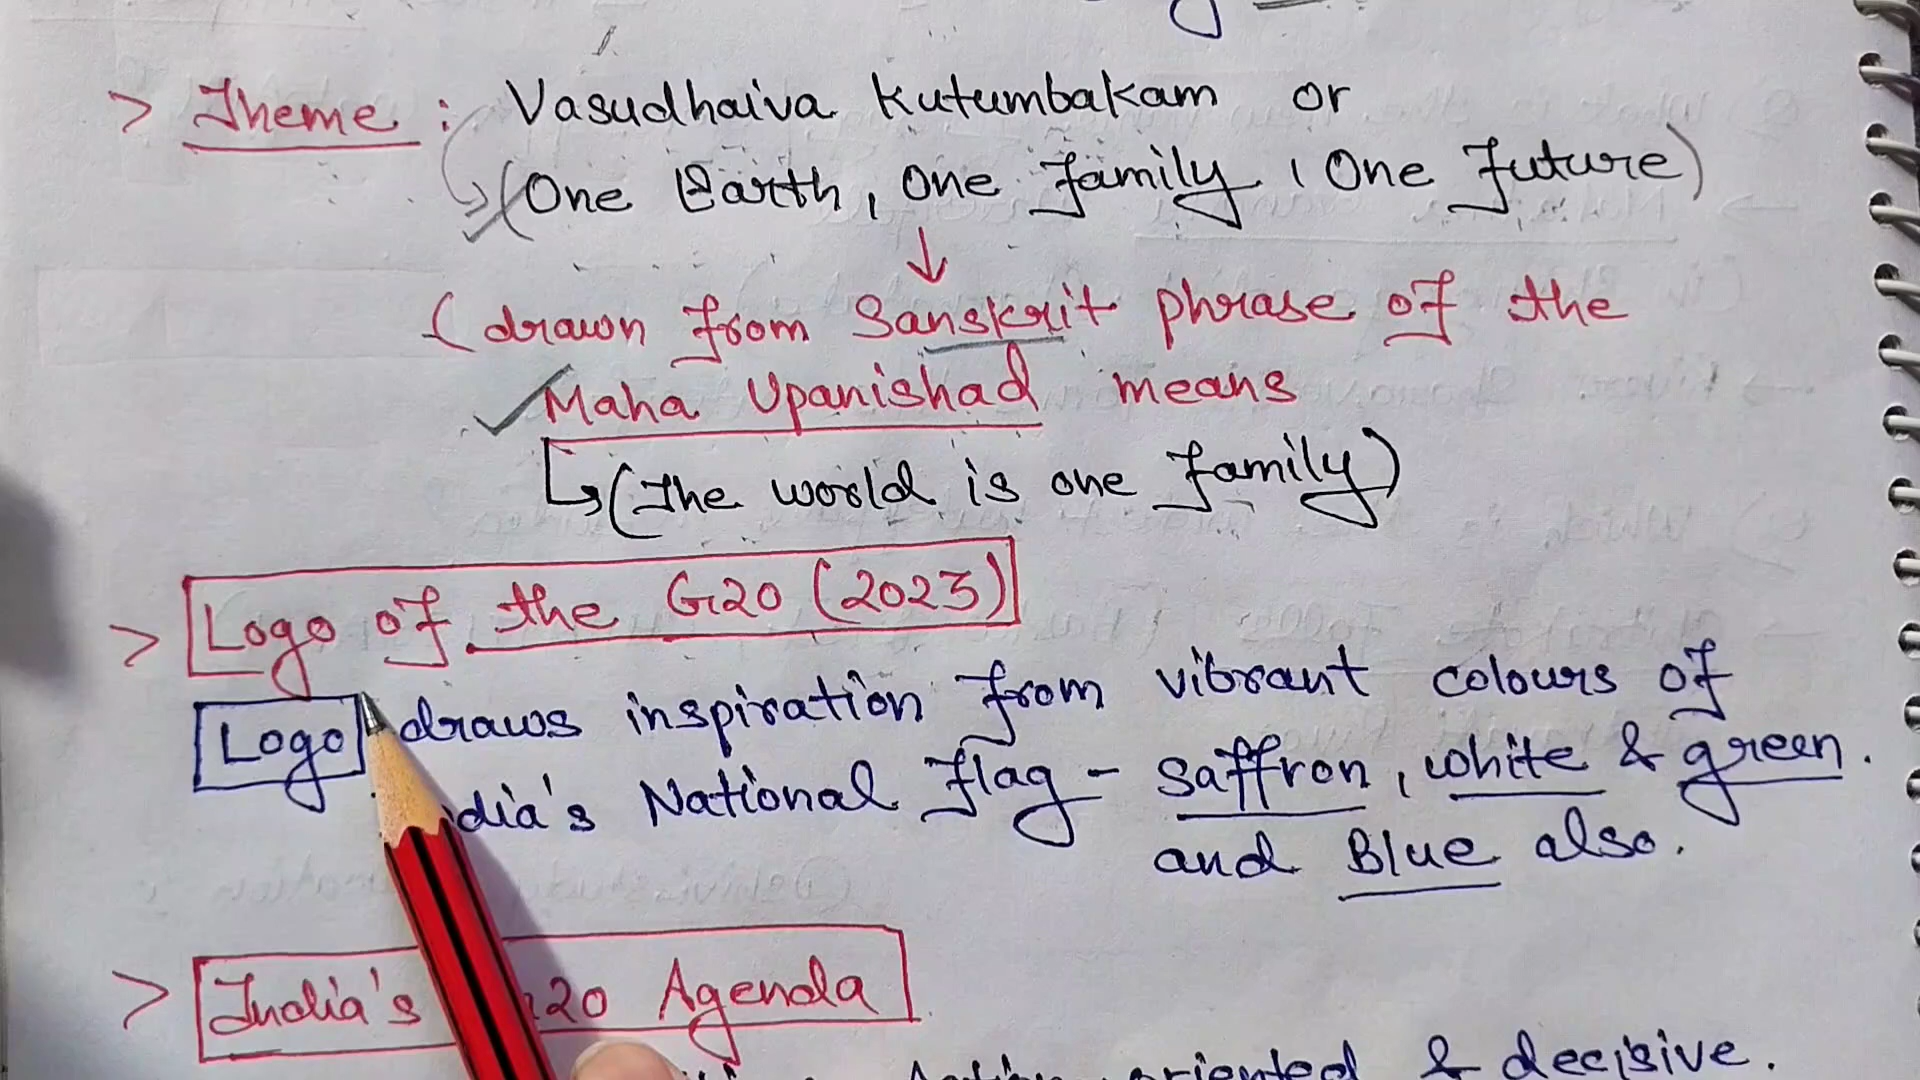 > Theme : Vasudhaiva Kutumbakam or
(One Earth, One Family, One Future)
(drawn from Sanskrit phrase of the
Maha Upanishad means
(The world is one family)
> Logo of the G20 (2023)
Logo draws inspiration from vibrant colours of
dia's National Flag - saffron, white & green.
and Blue also.
> India's 20 Agenda
oriented & decisive.